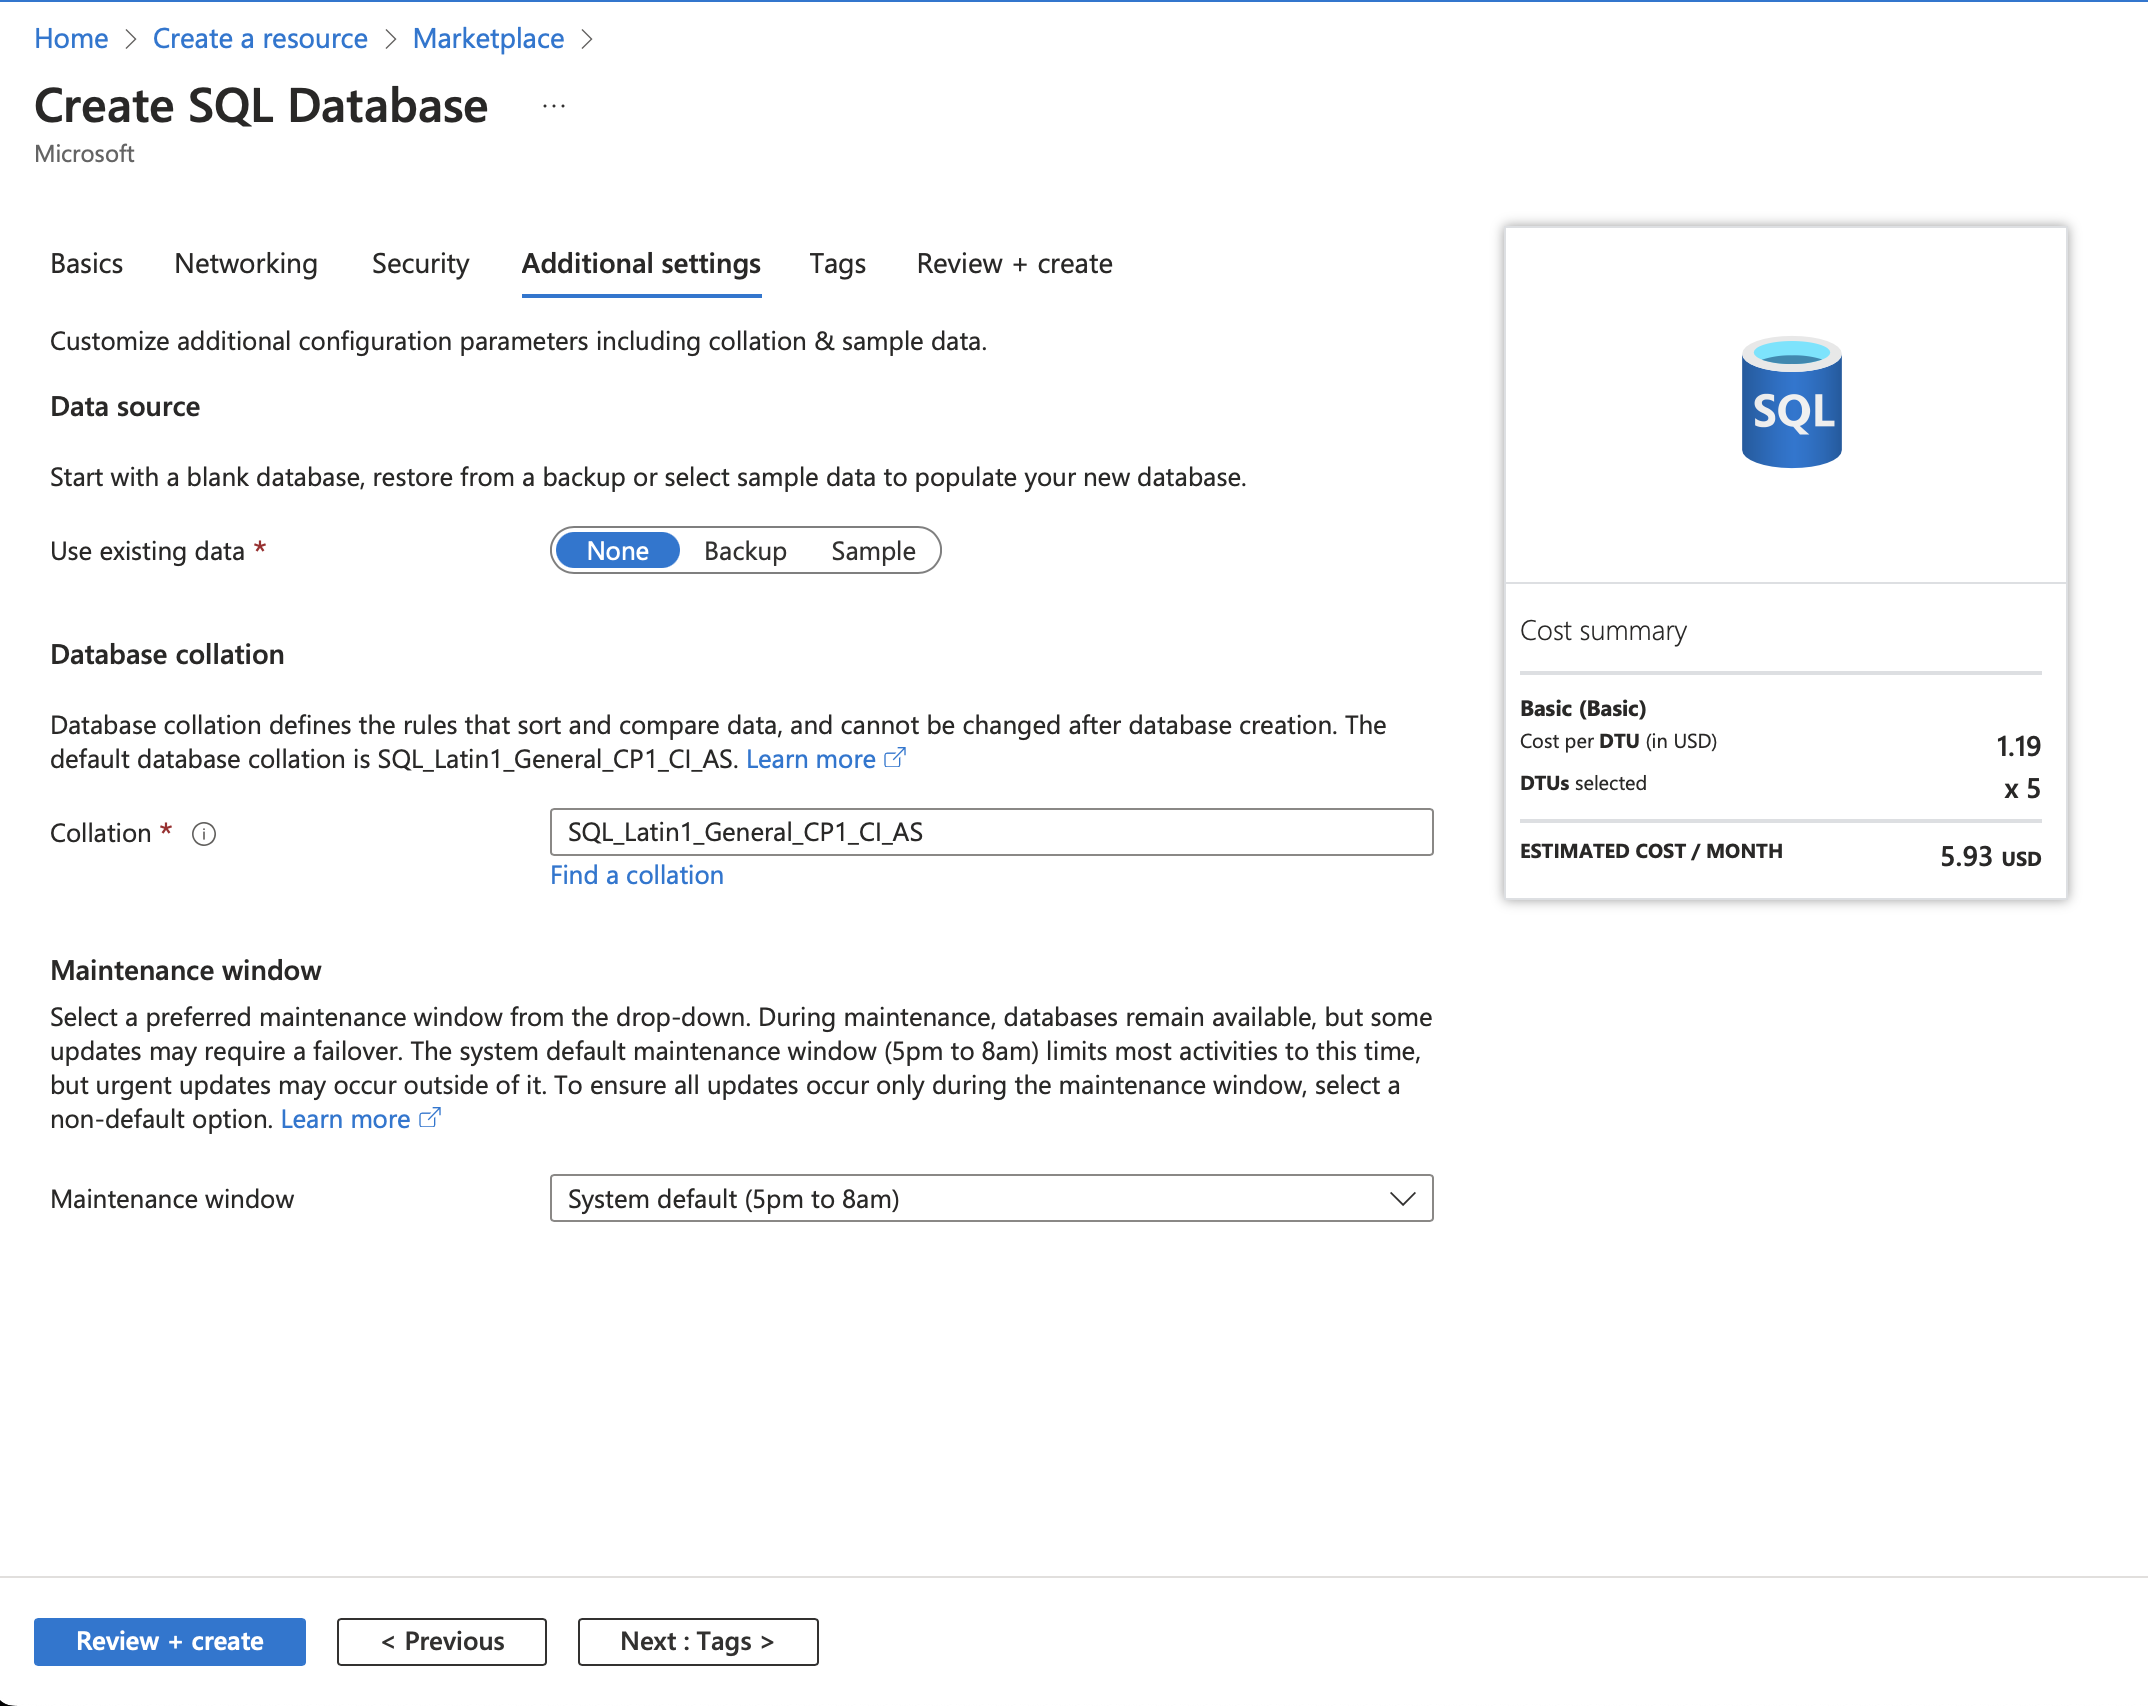 Home > Create a resource > Marketplace >
Create SQL Database ...
Microsoft
Basics Networking Security Additional settings Tags Review + create
Customize additional configuration parameters including collation & sample data.
Data source
Start with a blank database, restore from a backup or select sample data to populate your new database.
Use existing data * None Backup Sample
Database collation
Database collation defines the rules that sort and compare data, and cannot be changed after database creation. The
default database collation is SQL_Latin1_General_CP1_CI_AS. Learn more
Collation * SQL_Latin1_General_CP1_CI_AS
Find a collation
Maintenance window
Select a preferred maintenance window from the drop-down. During maintenance, databases remain available, but some
updates may require a failover. The system default maintenance window (5pm to 8am) limits most activities to this time,
but urgent updates may occur outside of it. To ensure all updates occur only during the maintenance window, select a
non-default option. Learn more
Maintenance window System default (5pm to 8am)
SQL
Cost summary
Basic (Basic)
Cost per DTU (in USD) 1.19
DTUs selected x 5
ESTIMATED COST / MONTH 5.93 USD
Review + create < Previous Next : Tags >